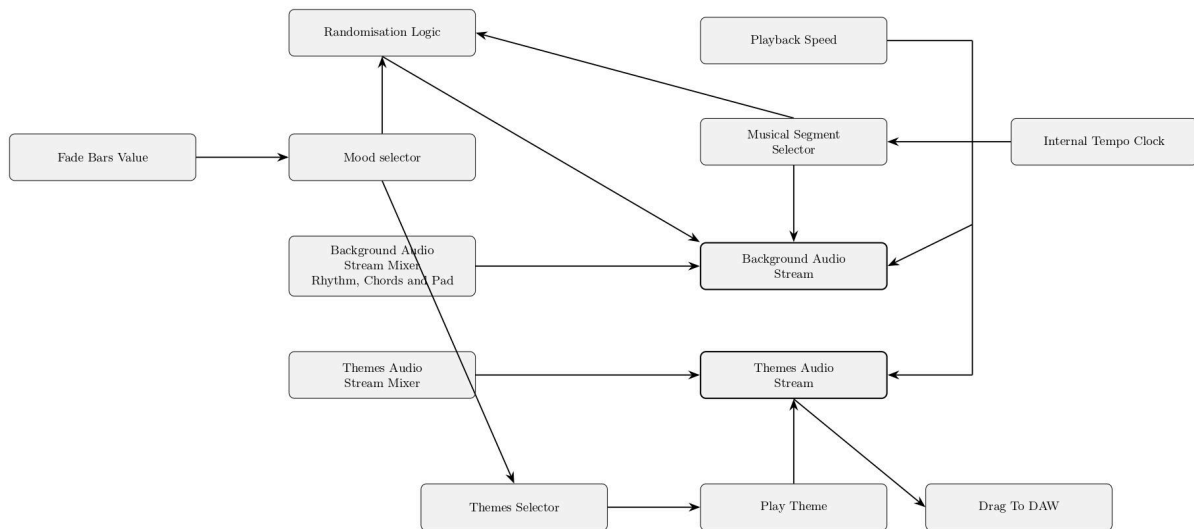 Randomisation Logic
Playback Speed
Fade Bars Value
Mood selector
Musical Segment
Selector
Internal Tempo Clock
Background Audio
Stream Mixer
Rhythm, Chords and Pad
Background Audio
Stream
Themes Audio
Stream Mixer
Themes Audio
Stream
Themes Selector
Play Theme
Drag To DAW